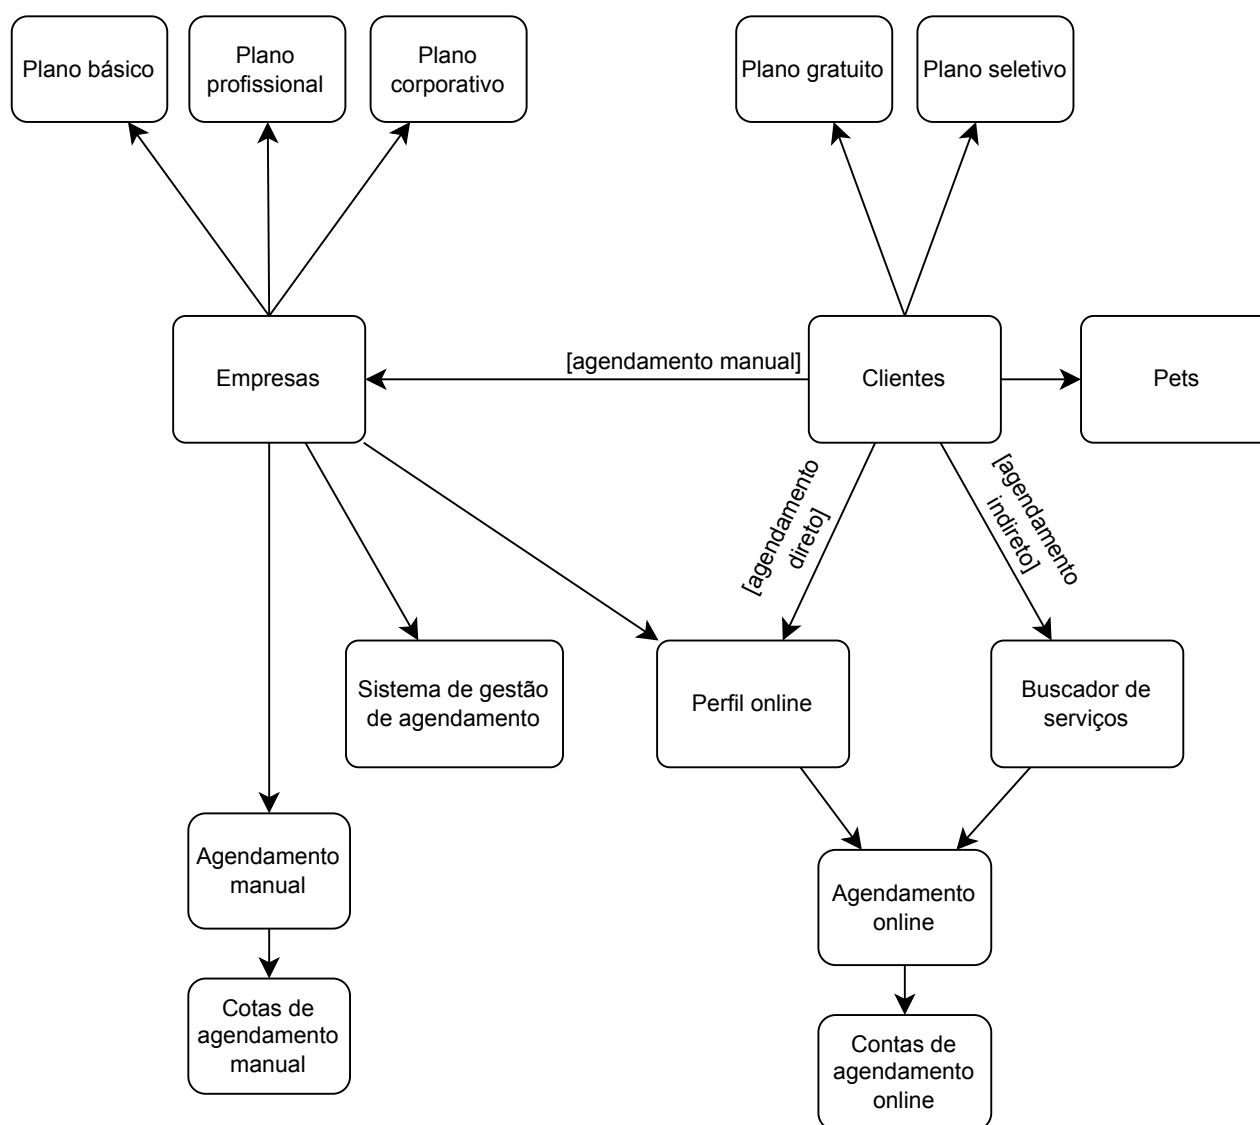 Plano básico
Plano
profissional
Plano
corporativo
Plano gratuito
Plano seletivo
Empresas
[agendamento manual]
Clientes
Pets
[agendamento
direto]
[agendamento
indireto]
Sistema de gestão
de agendamento
Perfil online
Buscador de
serviços
Agendamento
manual
Agendamento
online
Cotas de
agendamento
manual
Contas de
agendamento
online